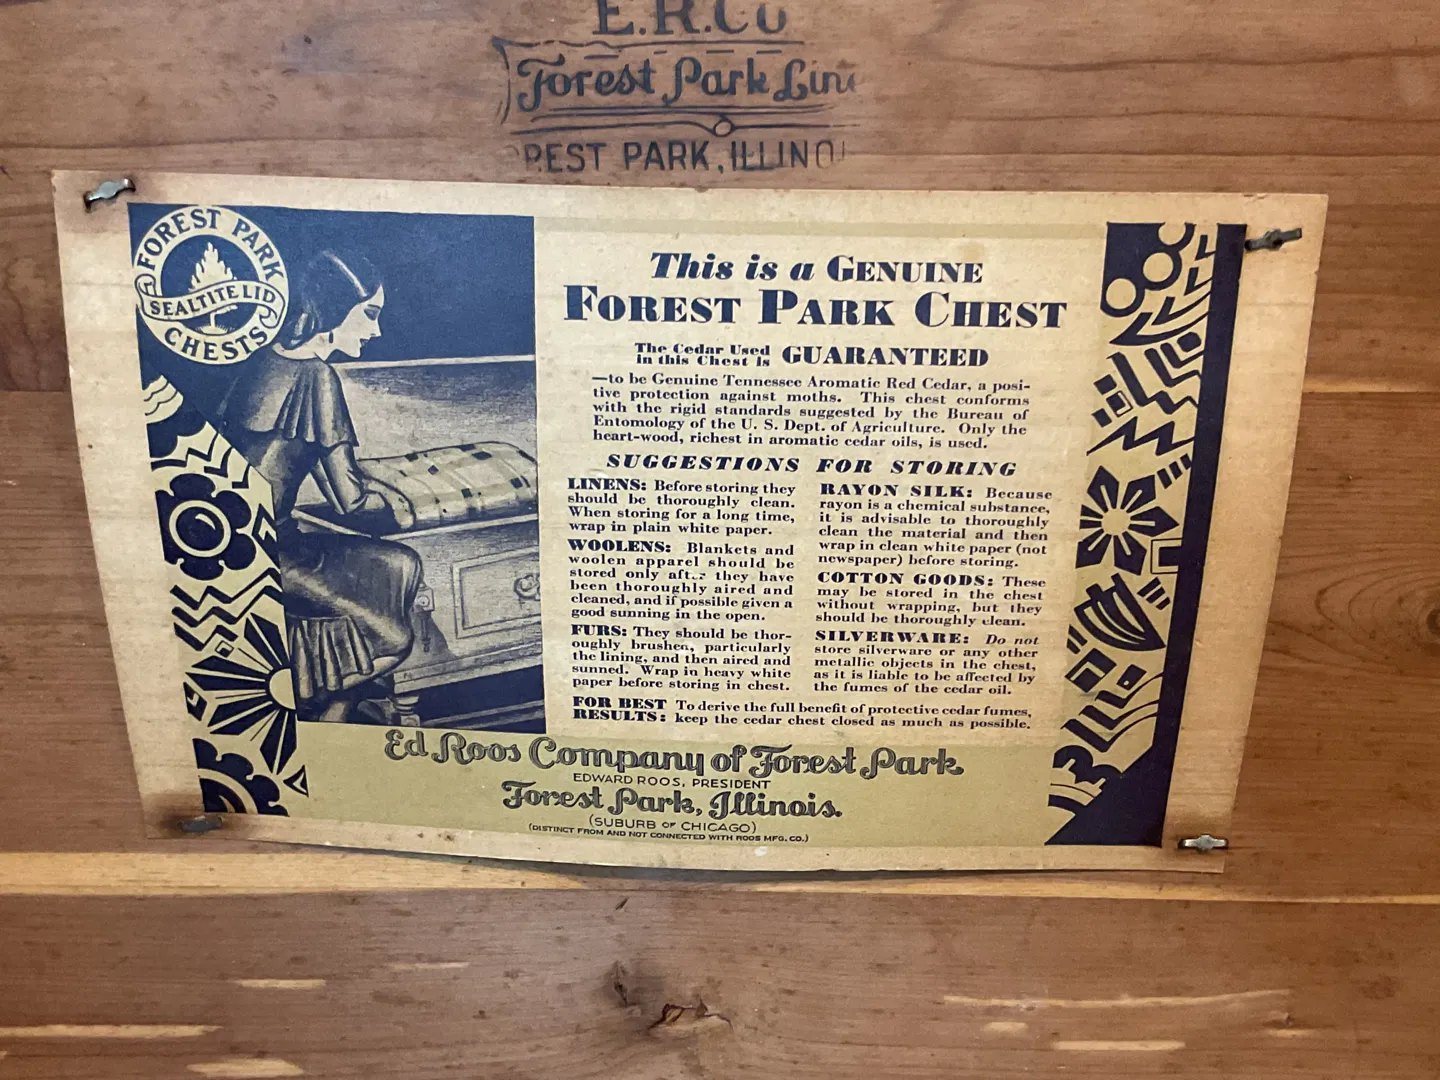 E.R.Co
Forest Park Line
OREST PARK, ILLINOI
FOREST PARK
SEALTITE LID
CHESTS
This is a GENUINE
FOREST PARK CHEST
The Cedar Used
in this Chest is GUARANTEED
—to be Genuine Tennessee Aromatic Red Cedar, a posi-
tive protection against moths. This chest conforms
with the rigid standards suggested by the Bureau of
Entomology of the U. S. Dept. of Agriculture. Only the
heart-wood, richest in aromatic cedar oils, is used.
SUGGESTIONS FOR STORING
LINENS: Before storing they
should be thoroughly clean.
When storing for a long time,
wrap in plain white paper.
WOOLENS: Blankets and
woolen apparel should be
stored only after they have
been thoroughly aired and
cleaned, and if possible given a
good sunning in the open.
FURS: They should be thor-
oughly brushed, particularly
the lining, and then aired and
sunned. Wrap in heavy white
paper before storing in chest.
RAYON SILK: Because
rayon is a chemical substance,
it is advisable to thoroughly
clean the material and then
wrap in clean white paper (not
newspaper) before storing.
COTTON GOODS: These
may be stored in the chest
without wrapping, but they
should be thoroughly clean.
SILVERWARE: Do not
store silverware or any other
metallic objects in the chest,
as it is liable to be affected by
the fumes of the cedar oil.
FOR BEST RESULTS: To derive the full benefit of protective cedar fumes,
keep the cedar chest closed as much as possible.
Ed Roos Company of Forest Park
EDWARD ROOS, PRESIDENT
Forest Park, Illinois.
(SUBURB OF CHICAGO)
(DISTINCT FROM AND NOT CONNECTED WITH ROOS MFG. CO.)